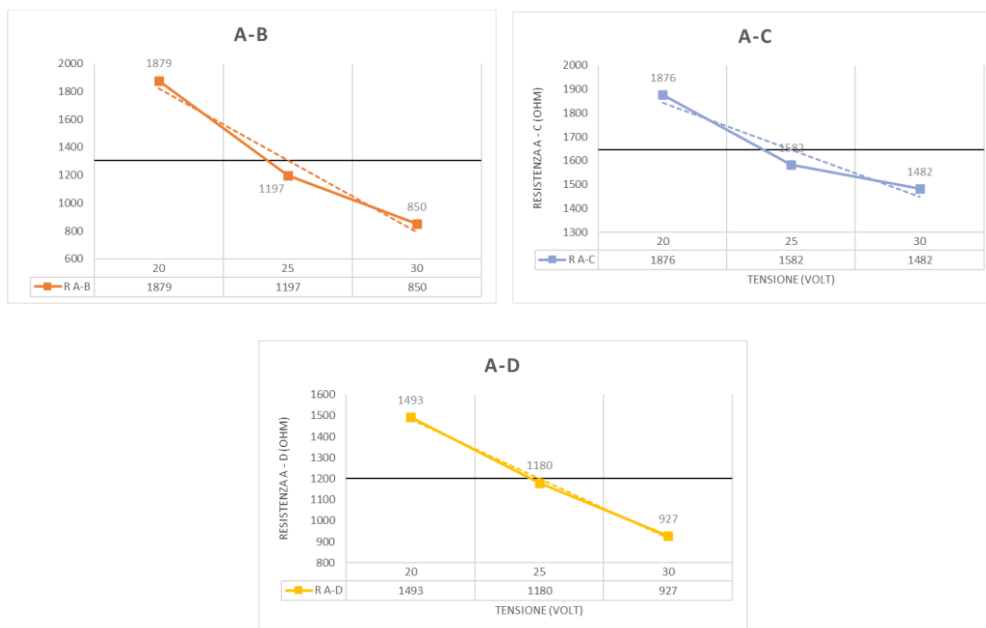 A-B
2000
1800
1600
1400
1200
1000
800
600
1879
1197
850
20 25 30
R A-B 1879 1197 850
A-C
RESISTENZA A - C (OHM)
2000
1900
1800
1700
1600
1500
1400
1300
1876
1582
1482
20 25 30
R A-C 1876 1582 1482
TENSIONE (VOLT)
A-D
RESISTENZA A - D (OHM)
1600
1500
1400
1300
1200
1100
1000
900
800
1493
1180
927
20 25 30
R A-D 1493 1180 927
TENSIONE (VOLT)